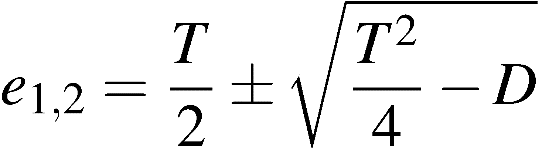 e_{1,2} = \frac{T}{2} \pm \sqrt{\frac{T^2}{4} - D}